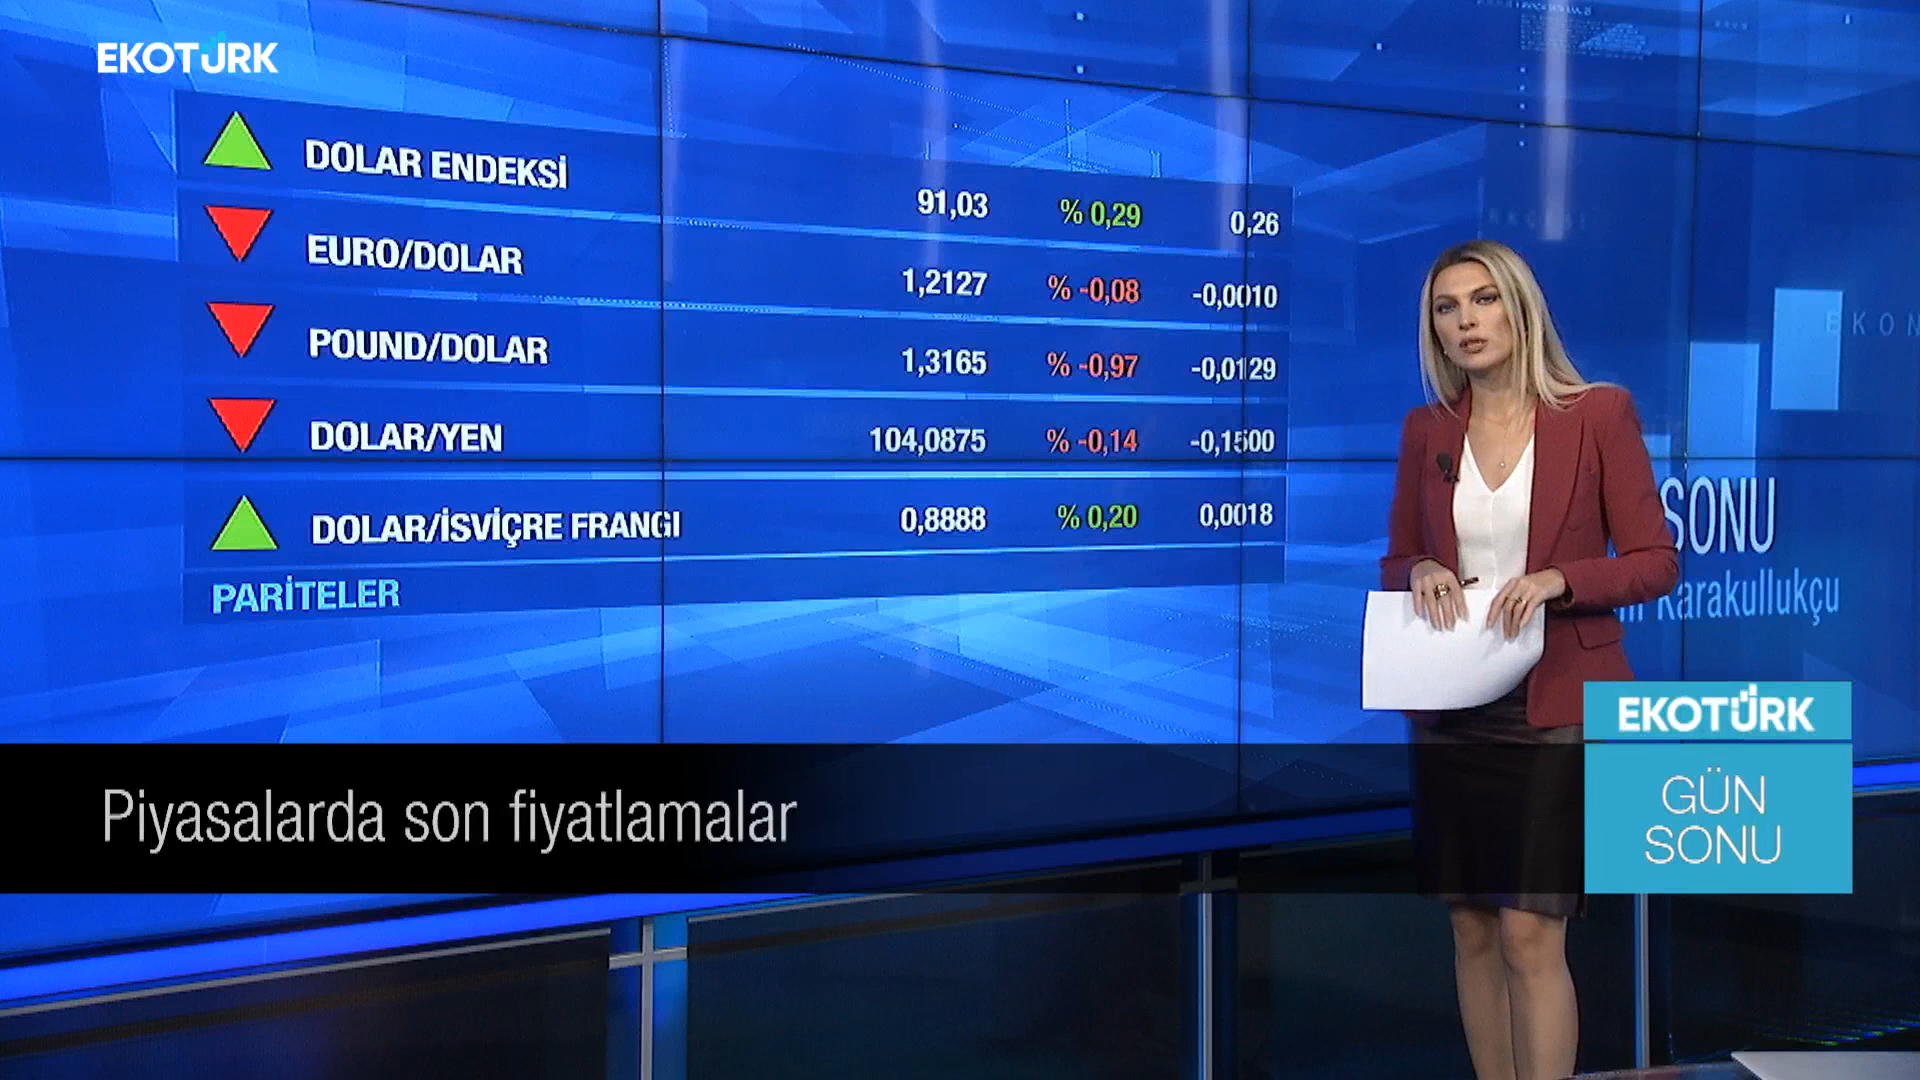 EKOTÜRK
DOLAR ENDEKSİ 91,03 % 0,29 0,26
EURO/DOLAR 1,2127 % -0,08 -0,0010
POUND/DOLAR 1,3165 % -0,97 -0,0129
DOLAR/YEN 104,0875 % -0,14 -0,1500
DOLAR/İSVİÇRE FRANGI 0,8888 % 0,20 0,0018
PARİTELER
EKON
SONU
Karakullukçu
EKOTÜRK
GÜN
SONU
Piyasalarda son fiyatlamalar